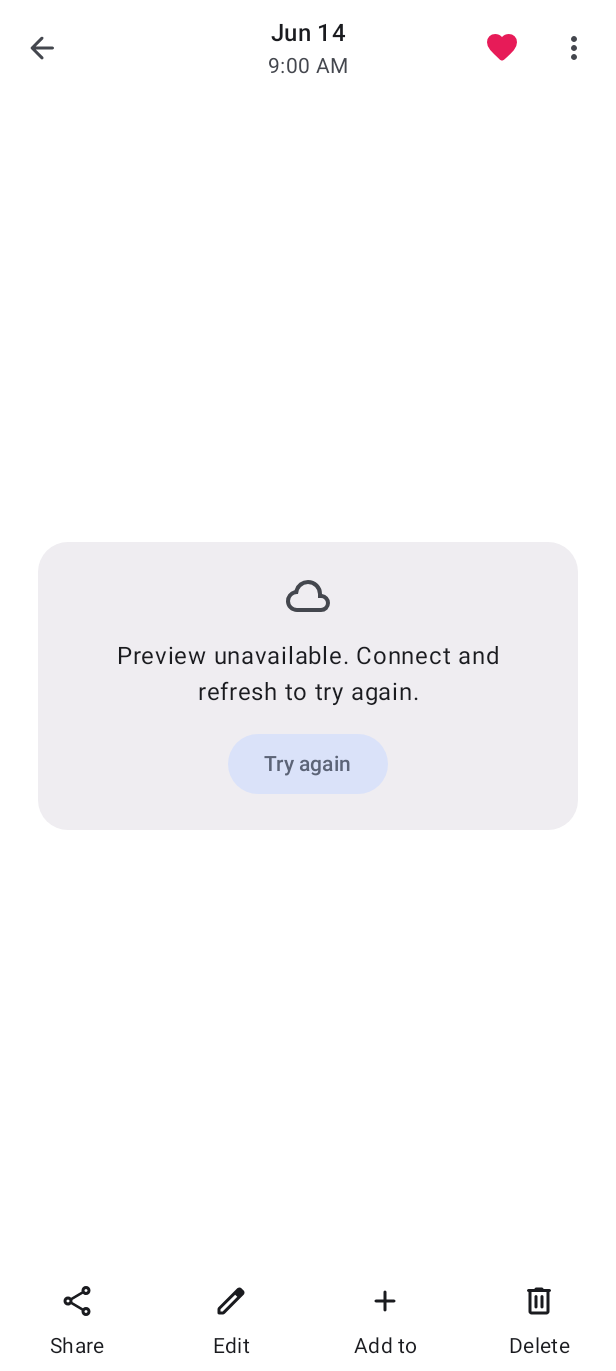 Jun 14
9:00 AM
Preview unavailable. Connect and
refresh to try again.
Try again
Share
Edit
Add to
Delete